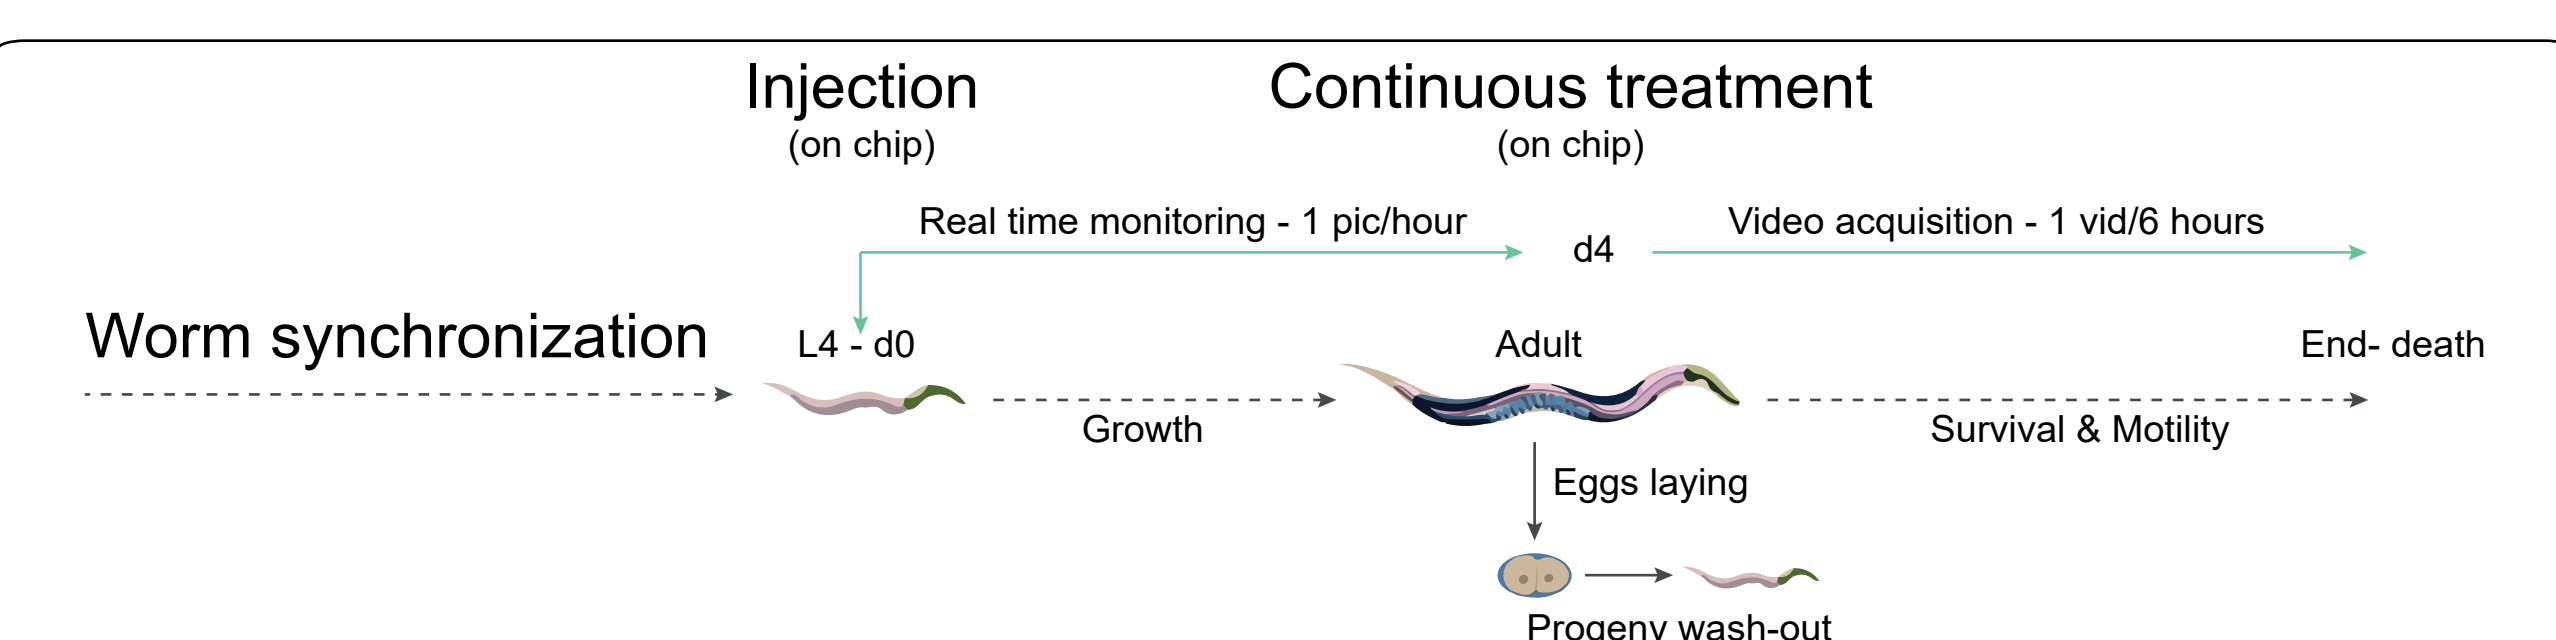 Injection
(on chip)
Continuous treatment
(on chip)
Real time monitoring - 1 pic/hour
d4
Video acquisition - 1 vid/6 hours
Worm synchronization
L4 - d0
Adult
End- death
Growth
Survival & Motility
Eggs laying
Progeny wash-out